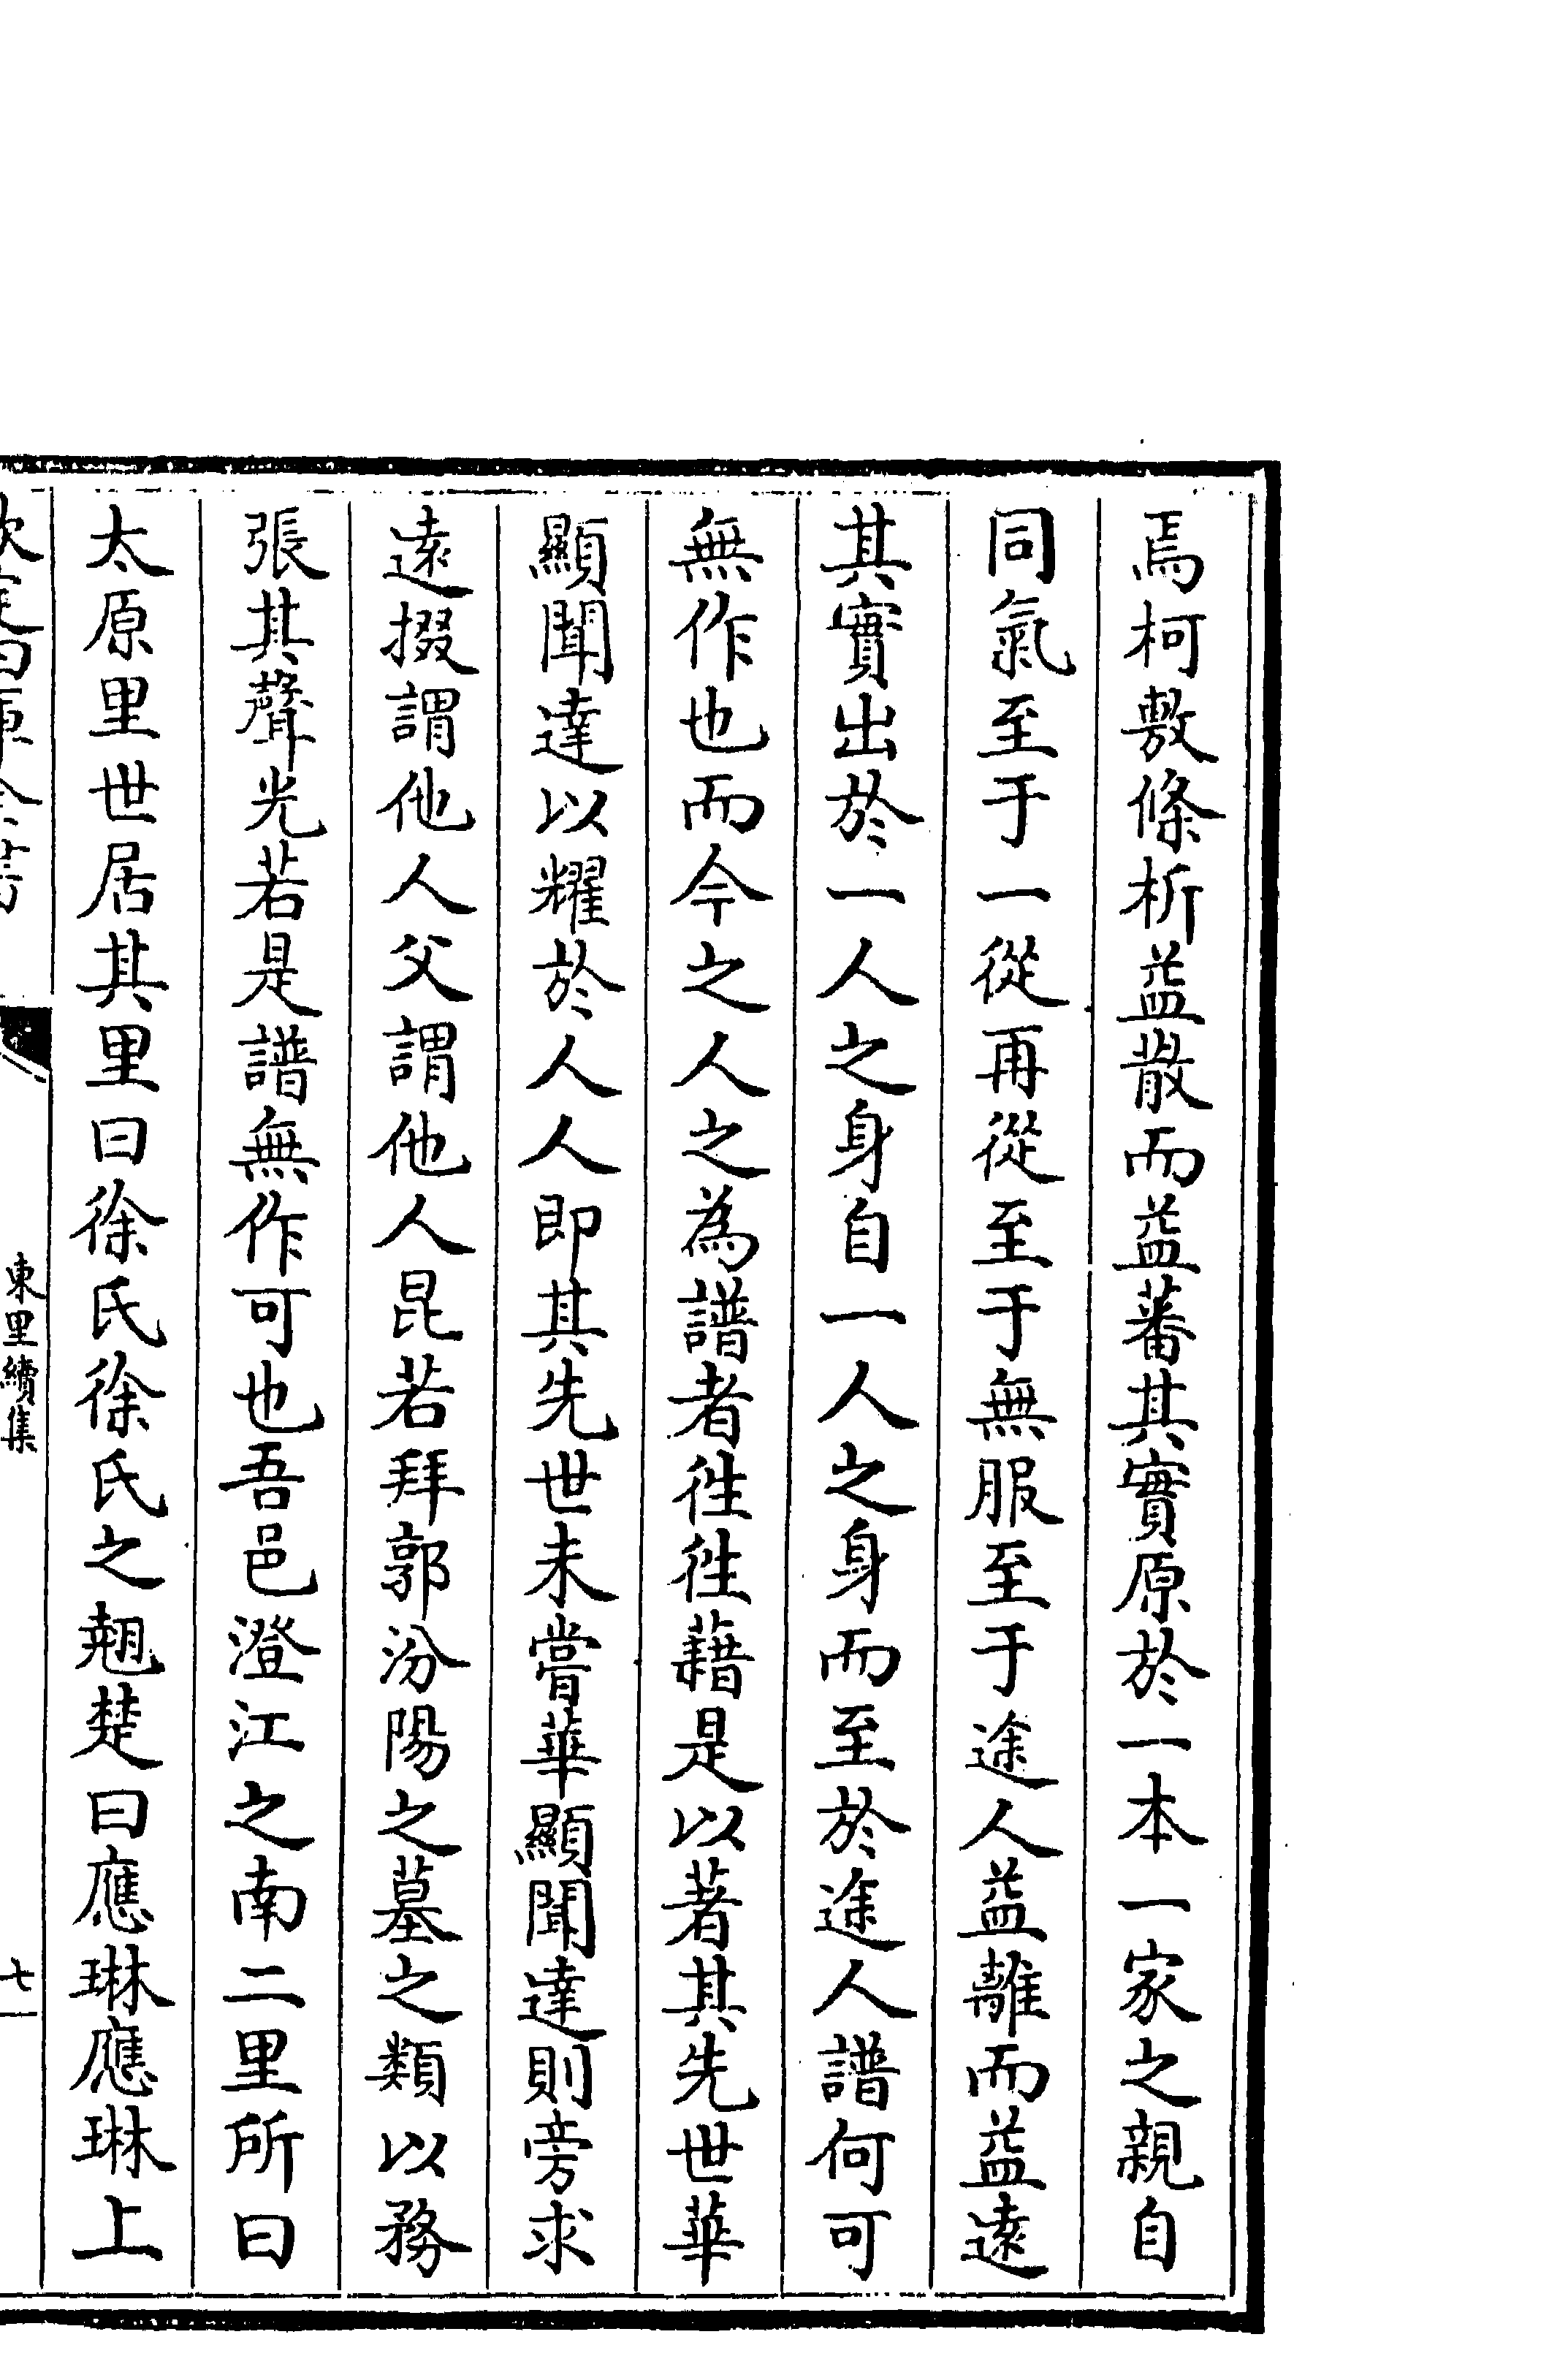 焉柯敷條析益散而益蕃其實原於一本一家之親自
同氣至于一從再從至于無服至于途人益離而益遠
其實出於一人之身自一人之身而至於途人譜何可
無作也而今之人之為譜者徃徃藉是以著其先世華
顯聞達以耀於人人即其先世未嘗華顯聞達則旁求
遠掇謂他人父謂他人昆若拜郭汾陽之墓之類以務
張其聲光若是譜無作可也吾邑澄江之南二里所曰
太原里世居其里曰徐氏徐氏之翹楚曰應琳應琳上
東里續集
七